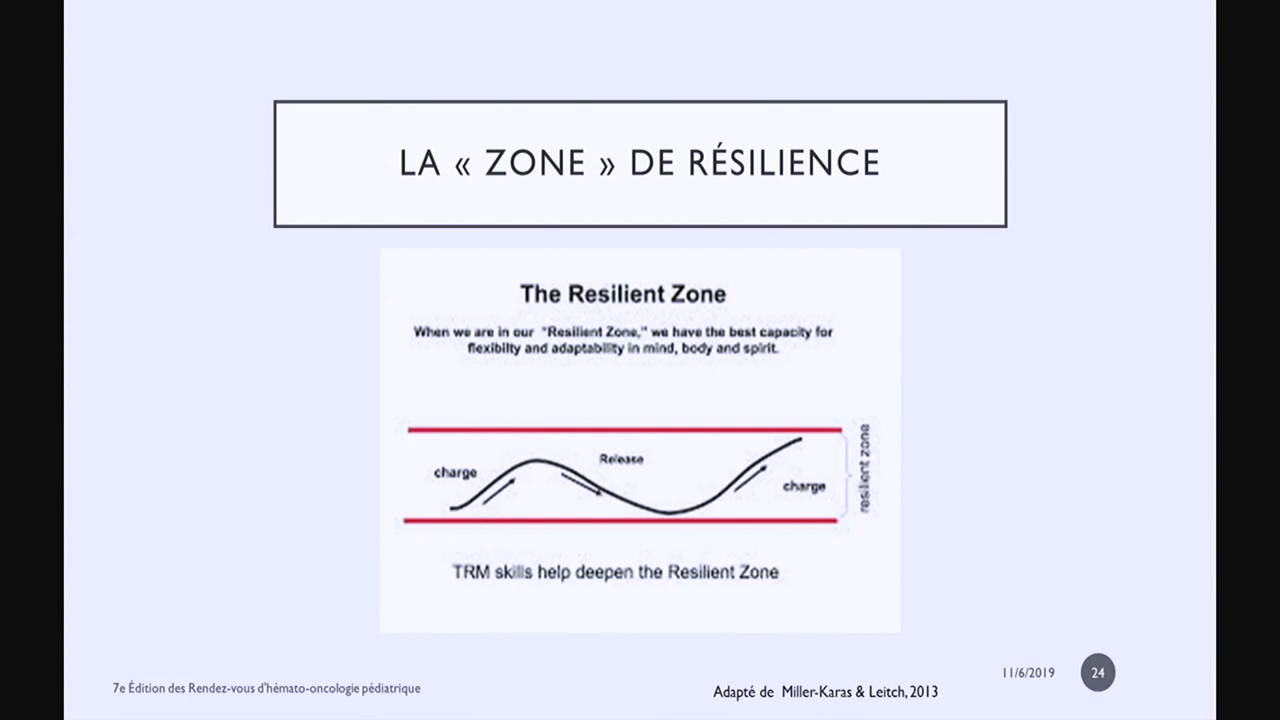 LA « ZONE » DE RÉSILIENCE
The Resilient Zone
When we are in our "Resilient Zone," we have the best capacity for
flexibilty and adaptability in mind, body and spirit.
charge
Release
charge
resilient zone
TRM skills help deepen the Resilient Zone
7e Édition des Rendez-vous d'hémato-oncologie pédiatrique
Adapté de Miller-Karas & Leitch, 2013
11/6/2019
24